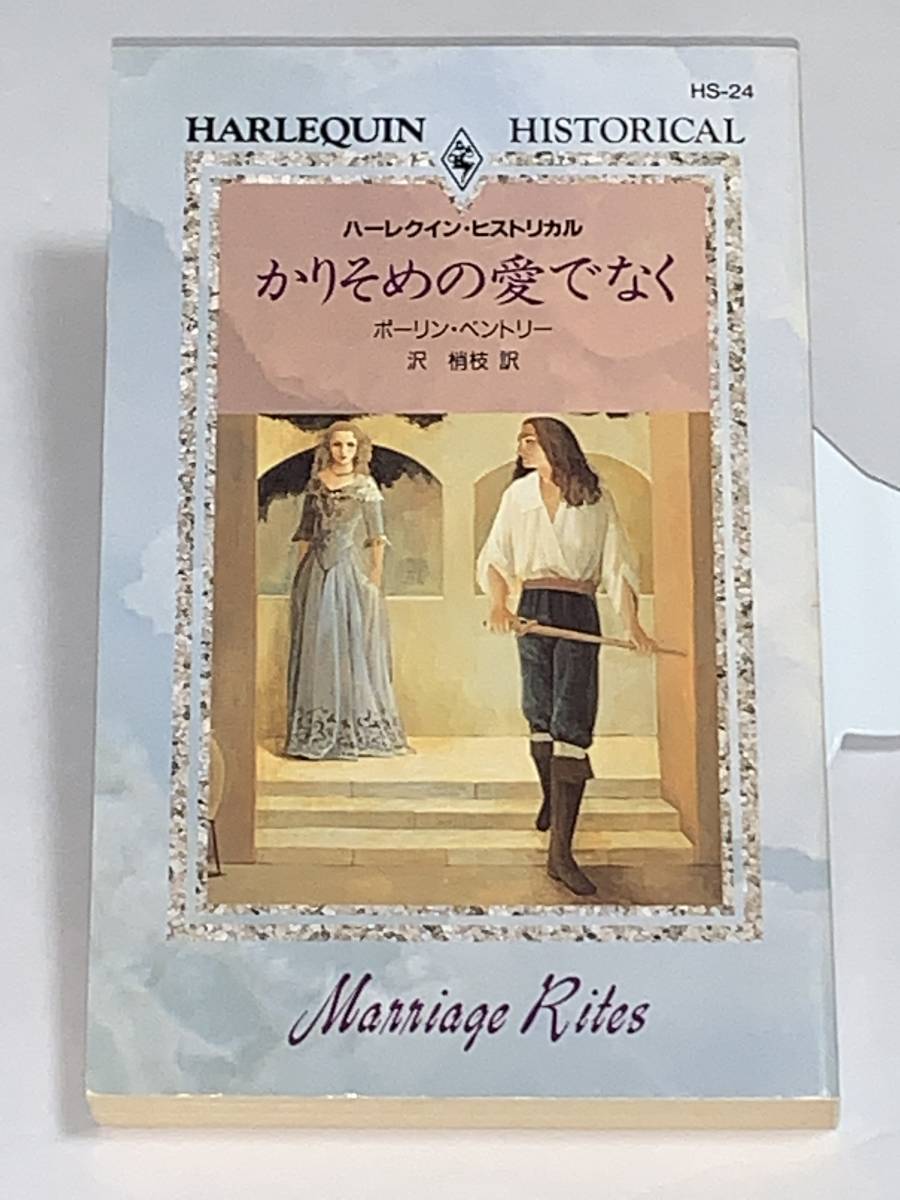 HS-24
HARLEQUIN HISTORICAL
ハーレクイン・ヒストリカル
かりそめの愛でなく
ポーリン・ベントリー
沢 梢枝 訳
Marriage Rites